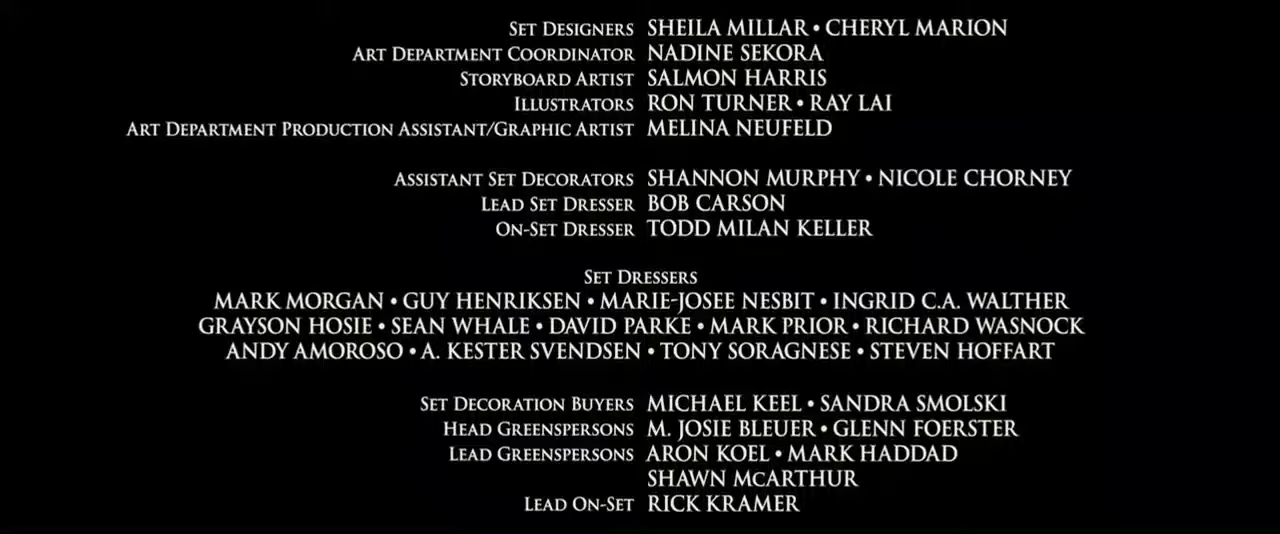 Set Designers SHEILA MILLAR • CHERYL MARION
Art Department Coordinator NADINE SEKORA
Storyboard Artist SALMON HARRIS
Illustrators RON TURNER • RAY LAI
Art Department Production Assistant/Graphic Artist MELINA NEUFELD
Assistant Set Decorators SHANNON MURPHY • NICOLE CHORNEY
Lead Set Dresser BOB CARSON
On-Set Dresser TODD MILAN KELLER
Set Dressers
MARK MORGAN • GUY HENRIKSEN • MARIE-JOSEE NESBIT • INGRID C.A. WALTHER
GRAYSON HOSIE • SEAN WHALE • DAVID PARKE • MARK PRIOR • RICHARD WASNOCK
ANDY AMOROSO • A. KESTER SVENDSEN • TONY SORAGNESE • STEVEN HOFFART
Set Decoration Buyers MICHAEL KEEL • SANDRA SMOLSKI
Head Greenspersons M. JOSIE BLEUER • GLENN FOERSTER
Lead Greenspersons ARON KOEL • MARK HADDAD
SHAWN McARTHUR
Lead On-Set RICK KRAMER